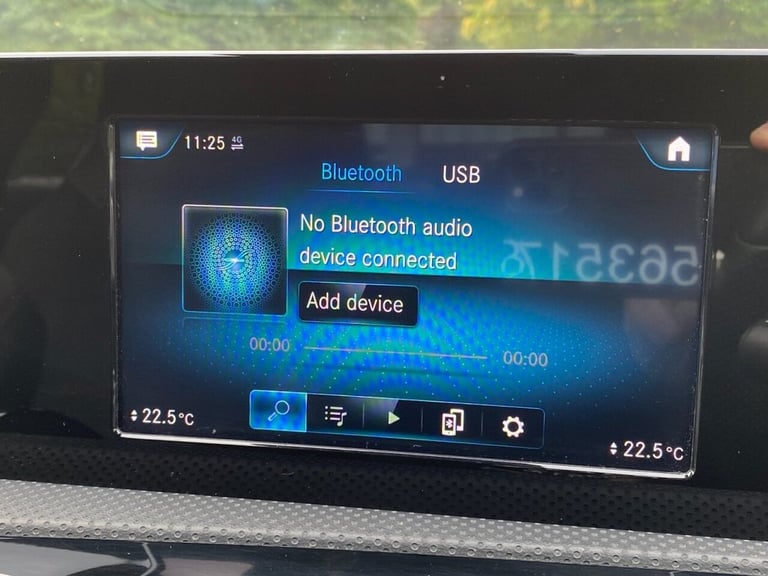 11:25 4G
Bluetooth USB
No Bluetooth audio
device connected
Add device
00:00 00:00
22.5°C
22.5°C